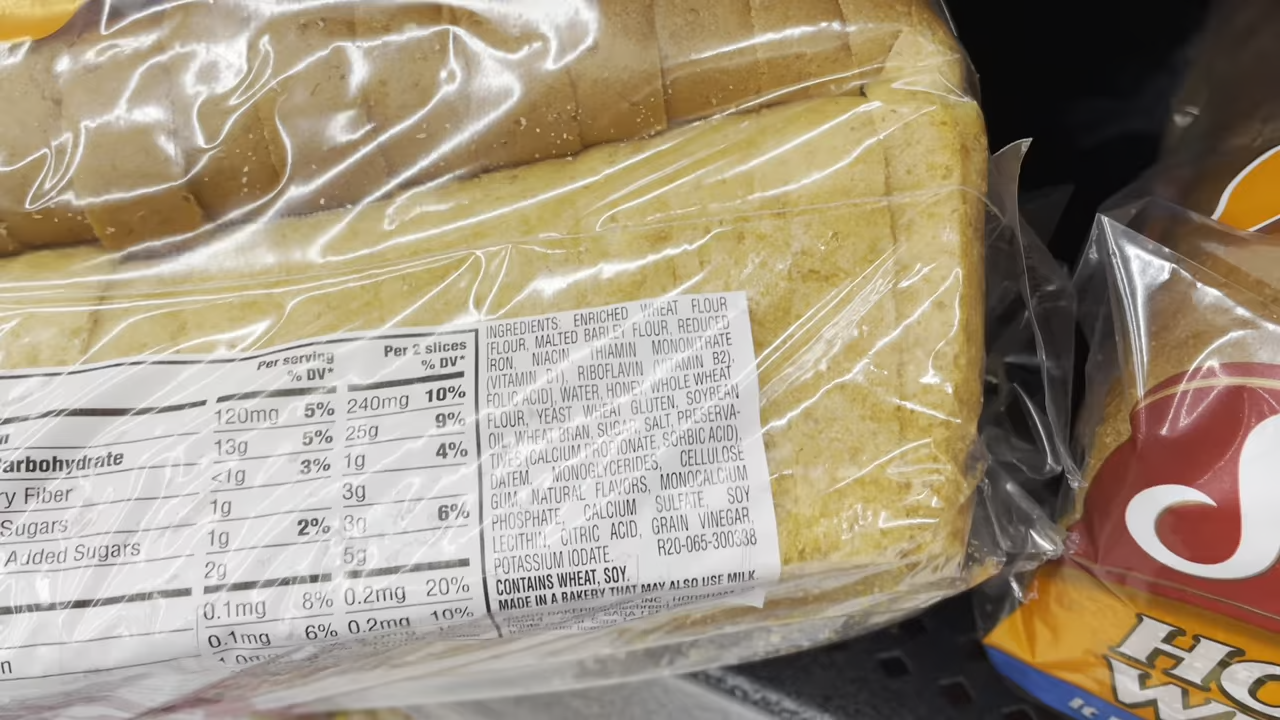 Per serving
% DV*
Per 2 slices
% DV*
120mg 5% 240mg 10%
13g 5% 25g 9%
Carbohydrate <1g 3% 1g 4%
ry Fiber 1g 3g
Sugars 1g 2% 3g 6%
Added Sugars 2g 5g
0.1mg 8% 0.2mg 20%
0.1mg 6% 0.2mg 10%
INGREDIENTS: ENRICHED WHEAT FLOUR
[FLOUR, MALTED BARLEY FLOUR, REDUCED
IRON, NIACIN, THIAMIN MONONITRATE
(VITAMIN B1), RIBOFLAVIN (VITAMIN B2),
FOLIC ACID], WATER, HONEY, WHOLE WHEAT
FLOUR, YEAST, WHEAT GLUTEN, SOYBEAN
OIL, WHEAT BRAN, SUGAR, SALT, PRESERVA-
TIVES (CALCIUM PROPIONATE, SORBIC ACID),
DATEM, MONOGLYCERIDES, CELLULOSE
GUM, NATURAL FLAVORS, MONOCALCIUM
PHOSPHATE, CALCIUM SULFATE, SOY
LECITHIN, CITRIC ACID, GRAIN VINEGAR,
POTASSIUM IODATE. R20-065-300338
CONTAINS WHEAT, SOY.
MADE IN A BAKERY THAT MAY ALSO USE MILK.
HO
W